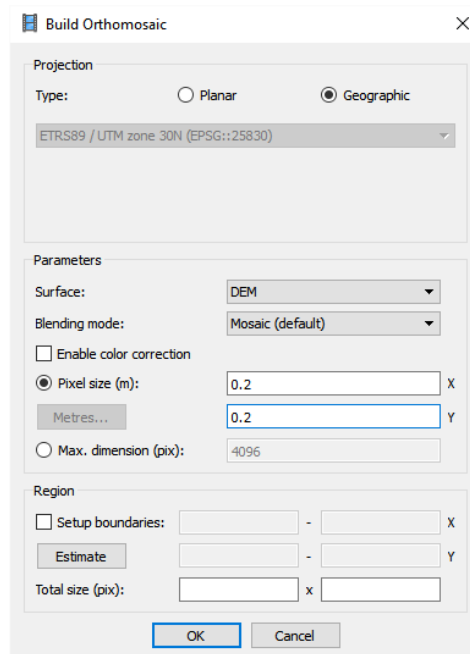 Build Orthomosaic
Projection
Type: Planar Geographic
ETRS89 / UTM zone 30N (EPSG::25830)
Parameters
Surface: DEM
Blending mode: Mosaic (default)
Enable color correction
Pixel size (m): 0.2 X
Metres... 0.2 Y
Max. dimension (pix): 4096
Region
Setup boundaries: - X
Estimate - Y
Total size (pix): x
OK Cancel